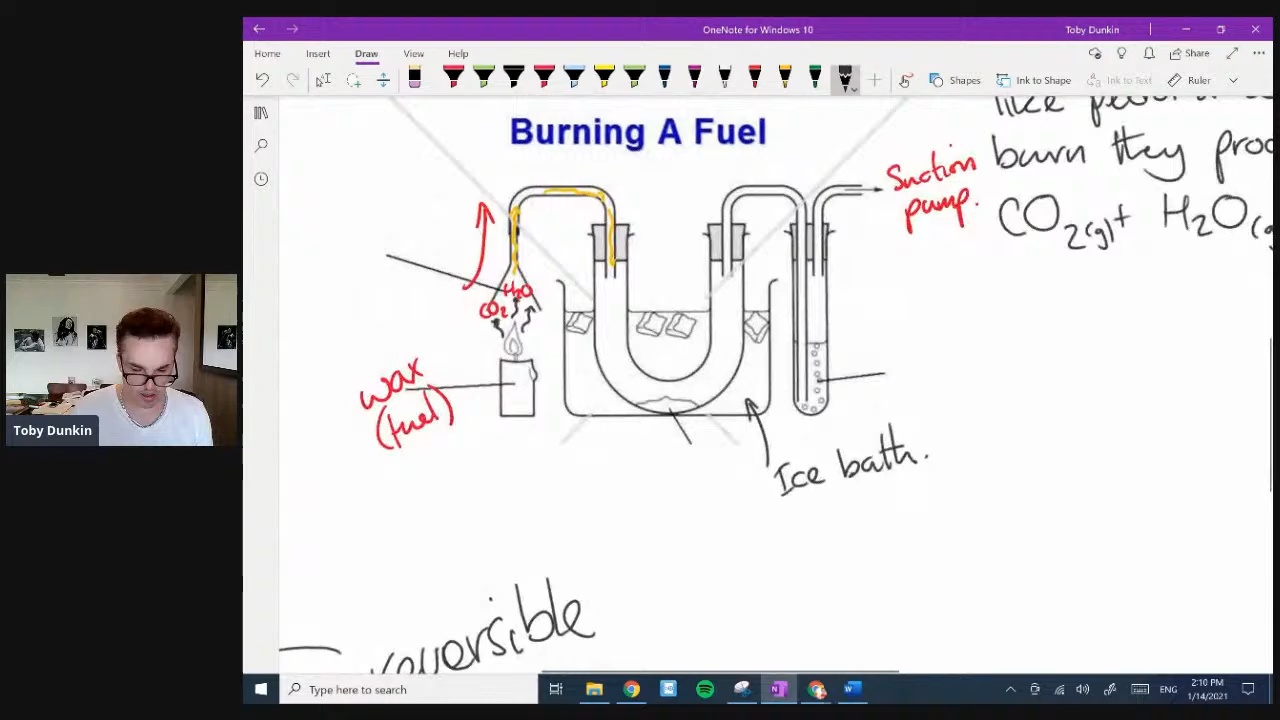 OneNote for Windows 10
Toby Dunkin
Home Insert Draw View Help
Share
Shapes
Ink to Shape
Ink to Text
Ruler
Burning A Fuel
Suction
pump.
like
burn they
CO2(g)+ H2O(g
H2O
CO2
wax
(fuel)
Ice bath.
reversible
Toby Dunkin
Type here to search
ENG
2:10 PM
1/14/2021